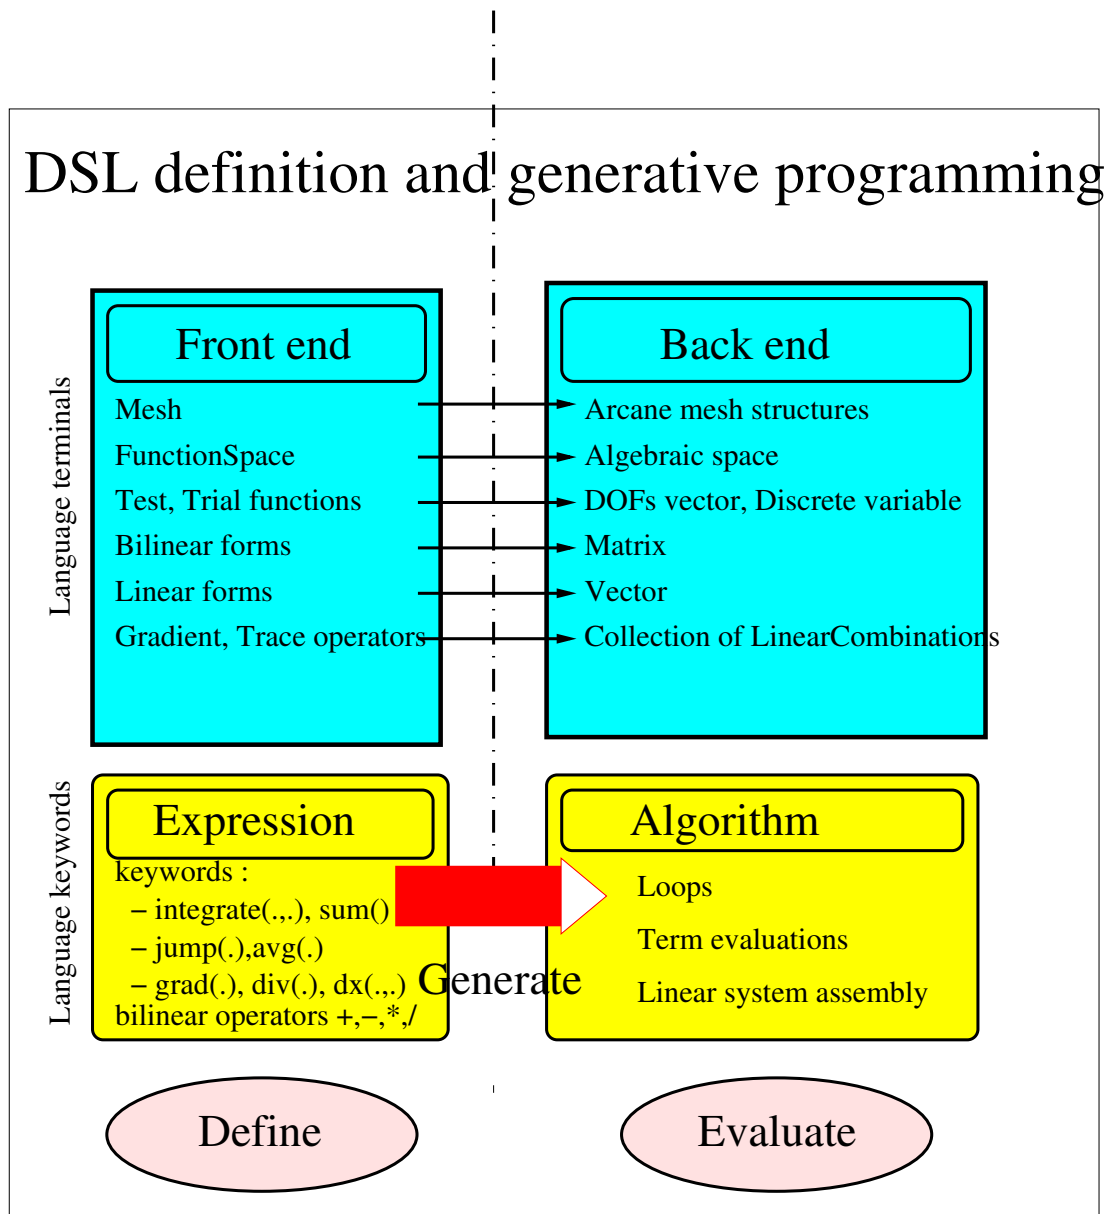 DSL definition and generative programming
Language terminals
Front end
Mesh
FunctionSpace
Test, Trial functions
Bilinear forms
Linear forms
Gradient, Trace operators
Back end
Arcane mesh structures
Algebraic space
DOFs vector, Discrete variable
Matrix
Vector
Collection of LinearCombinations
Language keywords
Expression
keywords :
− integrate(.,.), sum()
− jump(.),avg(.)
− grad(.), div(.), dx(.,.)
bilinear operators +,−,*,/
Generate
Algorithm
Loops
Term evaluations
Linear system assembly
Define
Evaluate